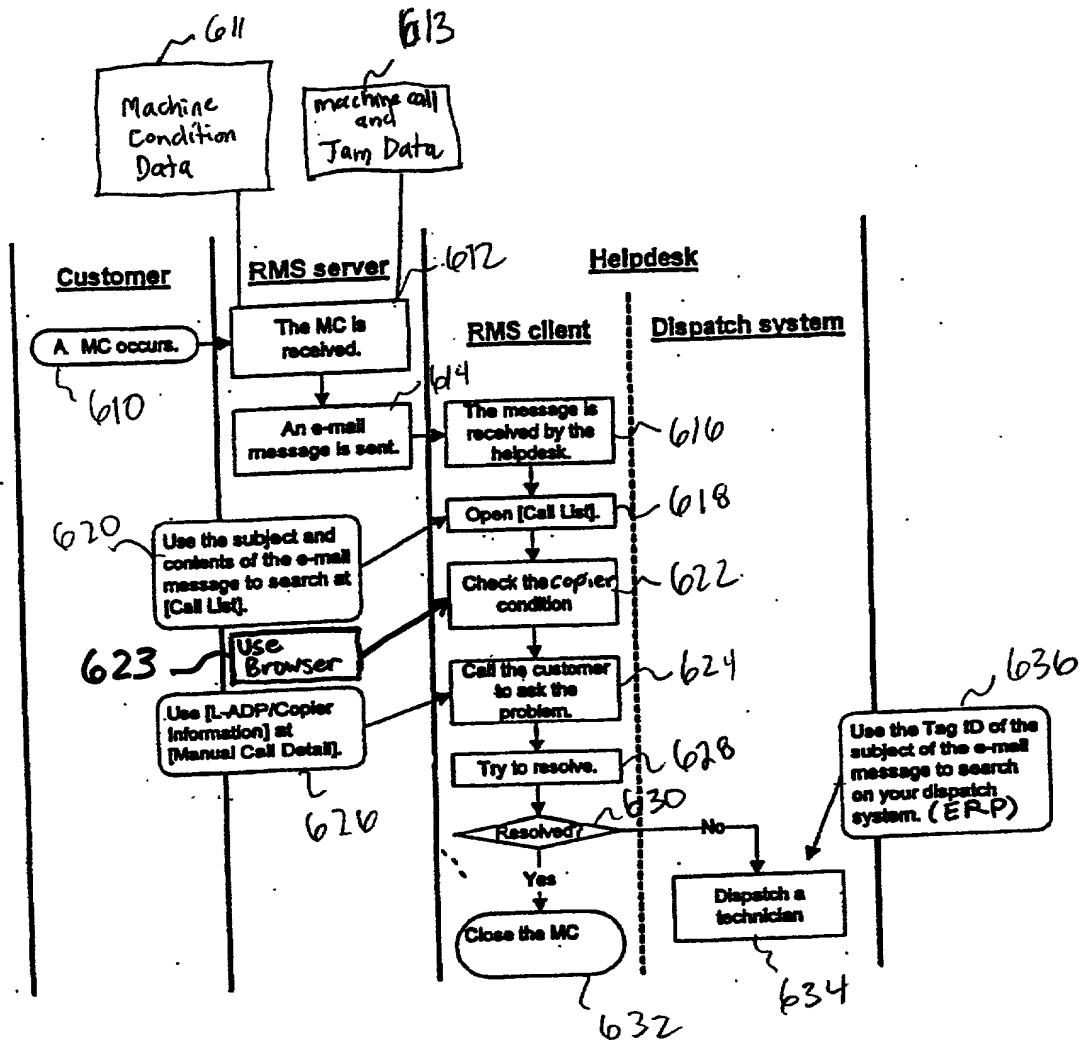 611
613
Machine
Condition
Data
machine call
and
Jam Data
612
Customer
RMS server
Helpdesk
RMS client
Dispatch system
A MC occurs.
610
The MC is
received.
614
An e-mail
message is sent.
The message is
received by the
helpdesk.
616
Open [Call List].
618
620
Use the subject and
contents of the e-mail
message to search at
[Call List].
Check the copier
condition
622
623
Use
Browser
Call the customer
to ask the
problem.
624
Use [L-ADP/Copier
Information] at
[Manual Call Detail].
626
Try to resolve.
628
636
Use the Tag ID of the
subject of the e-mail
message to search
on your dispatch
system. (ERP)
630
Resolved?
No
Yes
Close the MC
632
Dispatch a
technician
634